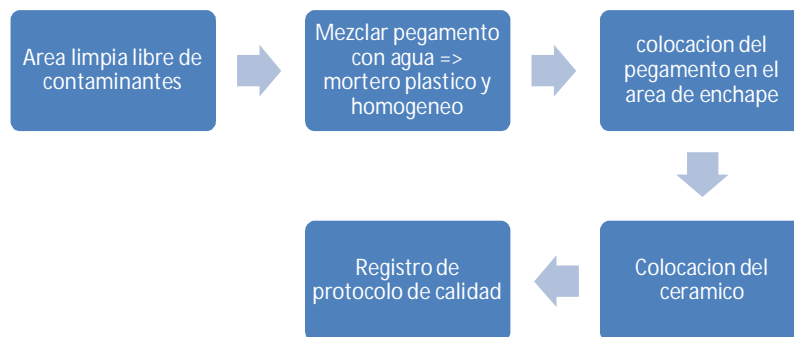 Area limpia libre de
contaminantes
Mezclar pegamento
con agua =>
mortero plastico y
homogeneo
colocacion del
pegamento en el
area de enchape
Colocacion del
ceramico
Registro de
protocolo de calidad